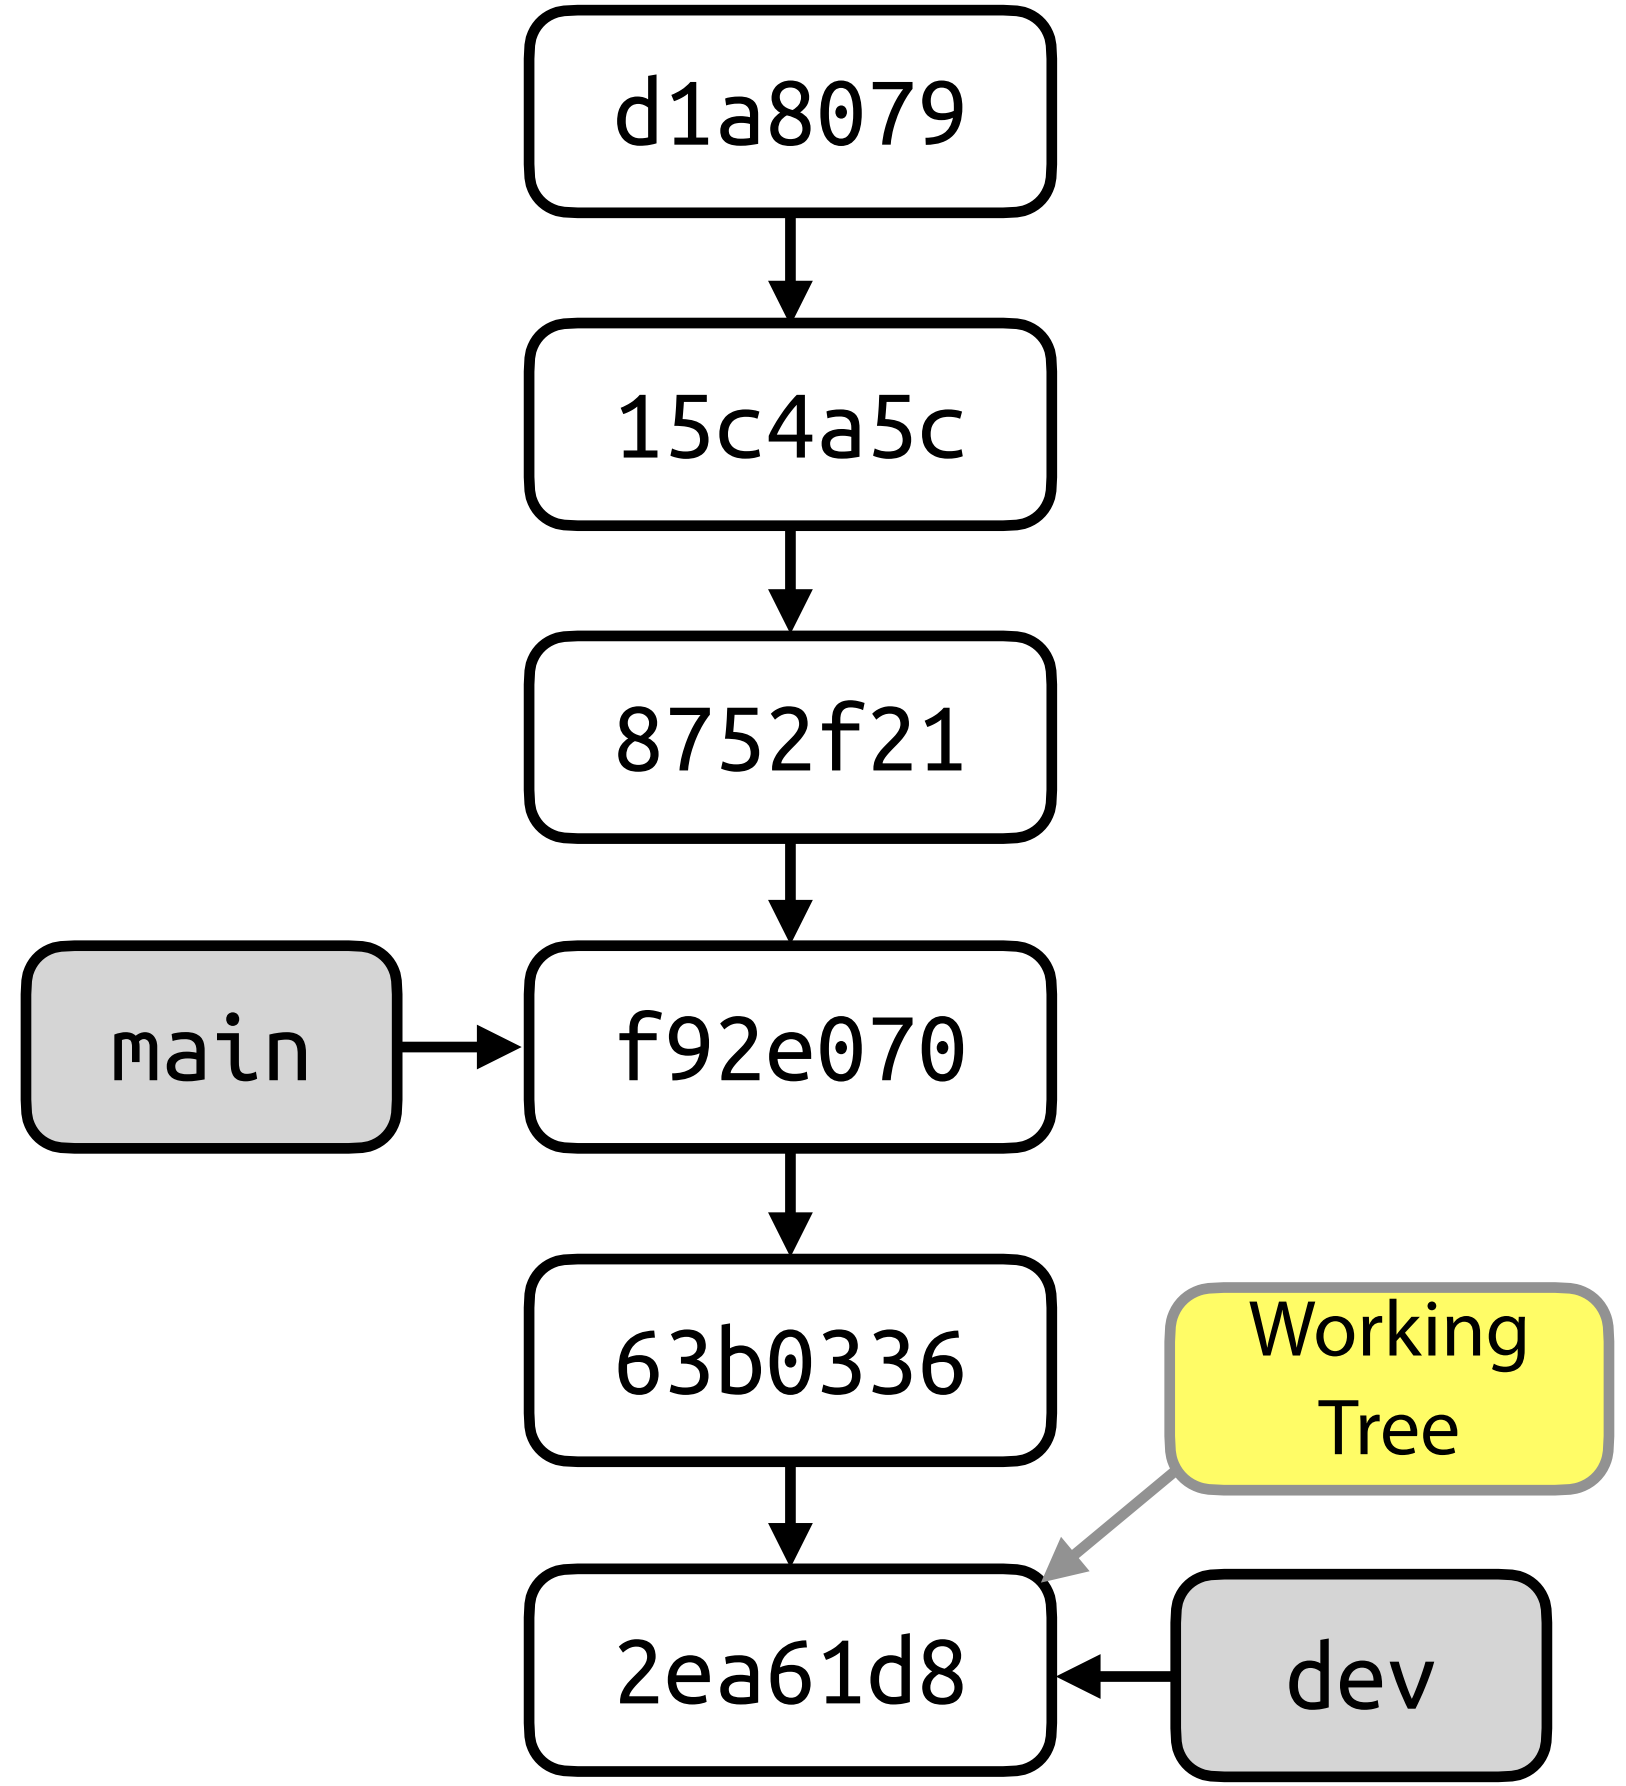 d1a8079
15c4a5c
8752f21
main
f92e070
63b0336
Working
Tree
2ea61d8
dev